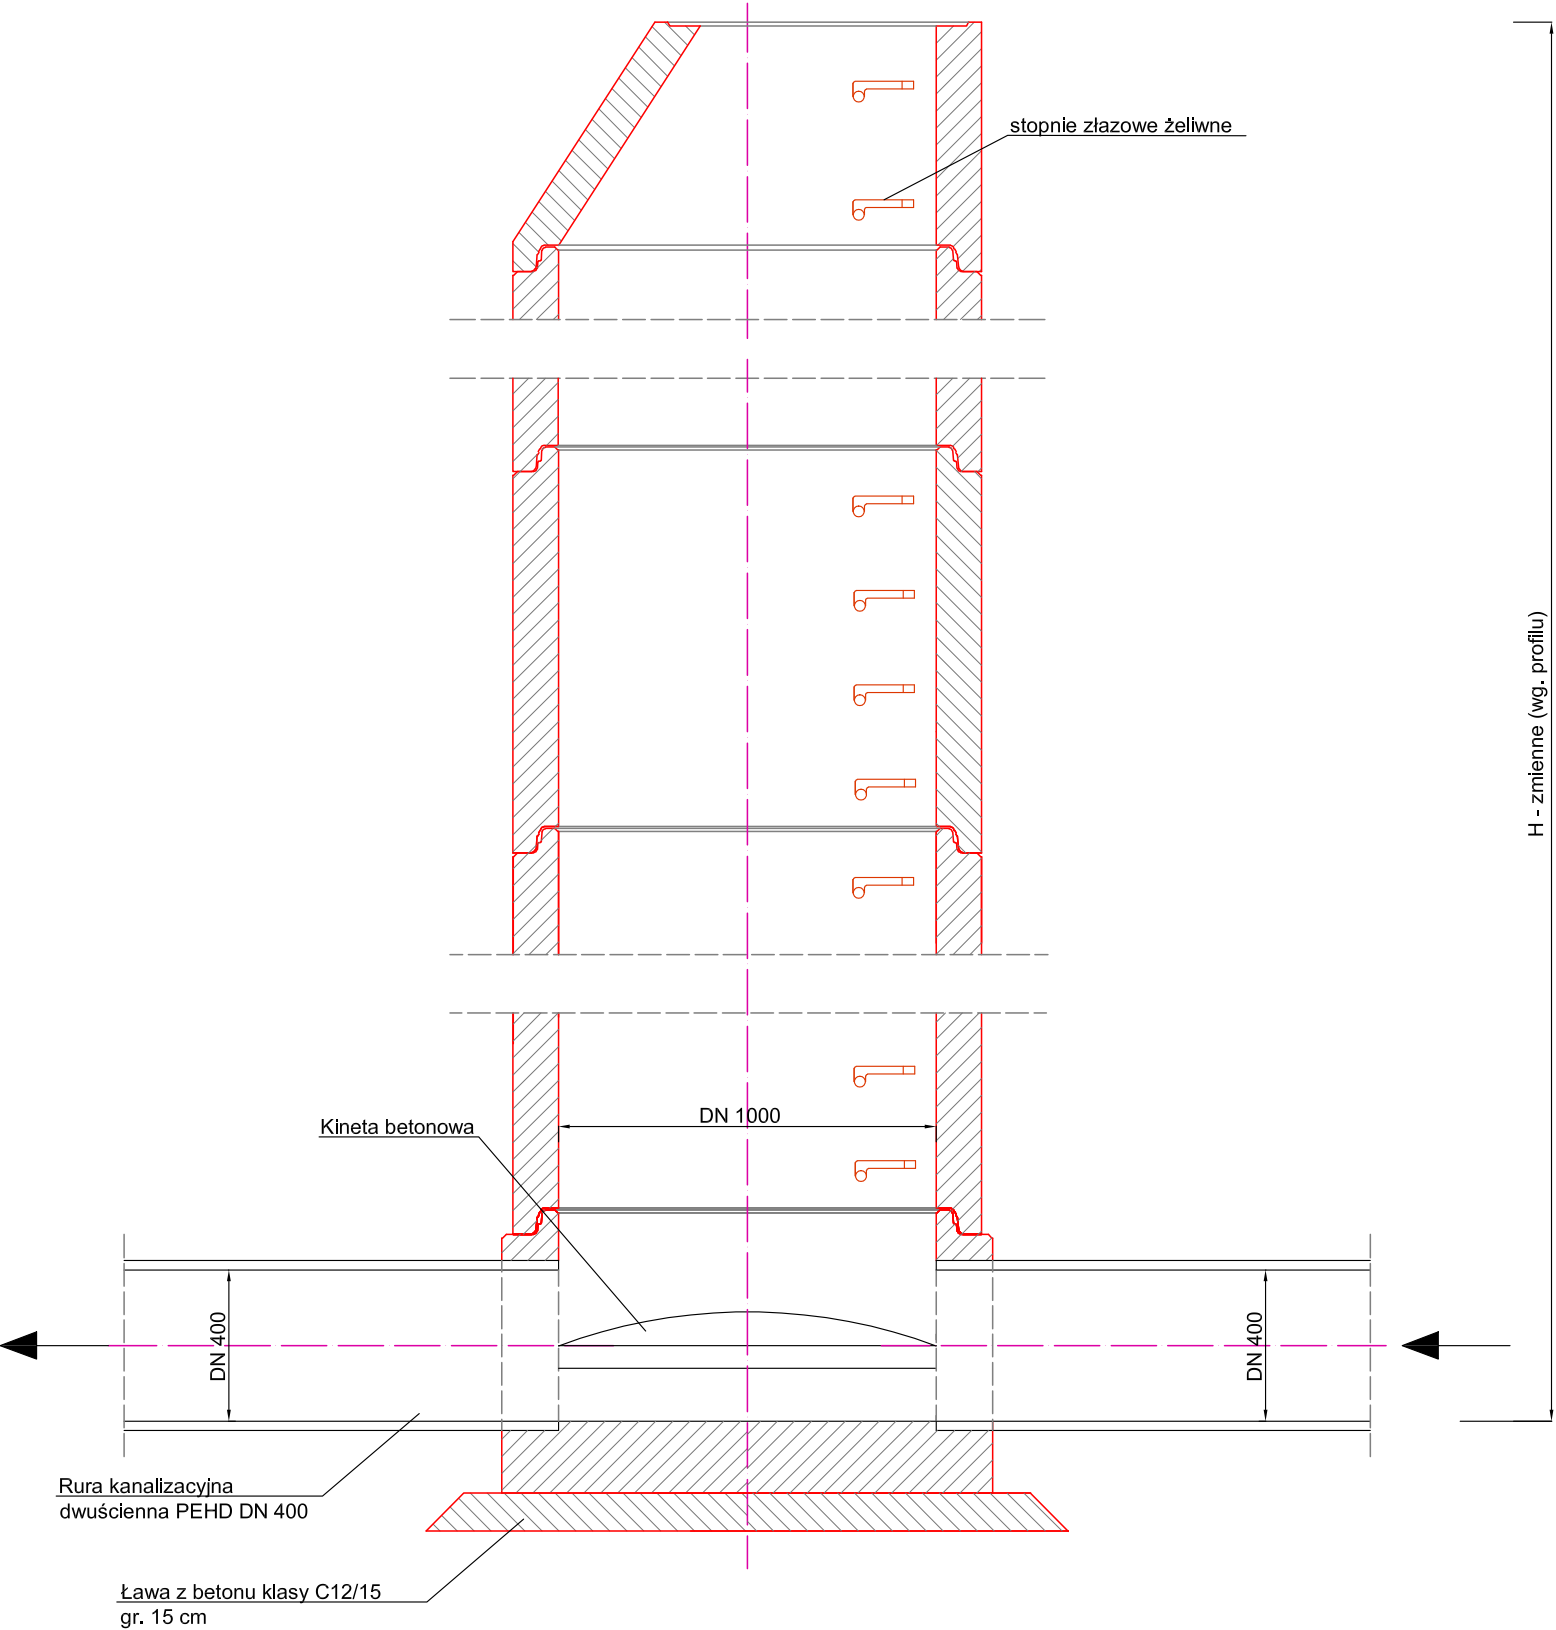 stopnie złazowe żeliwne
H - zmienne (wg. profilu)
DN 1000
Kineta betonowa
DN 400
DN 400
Rura kanalizacyjna
dwuścienna PEHD DN 400
Ława z betonu klasy C12/15
gr. 15 cm